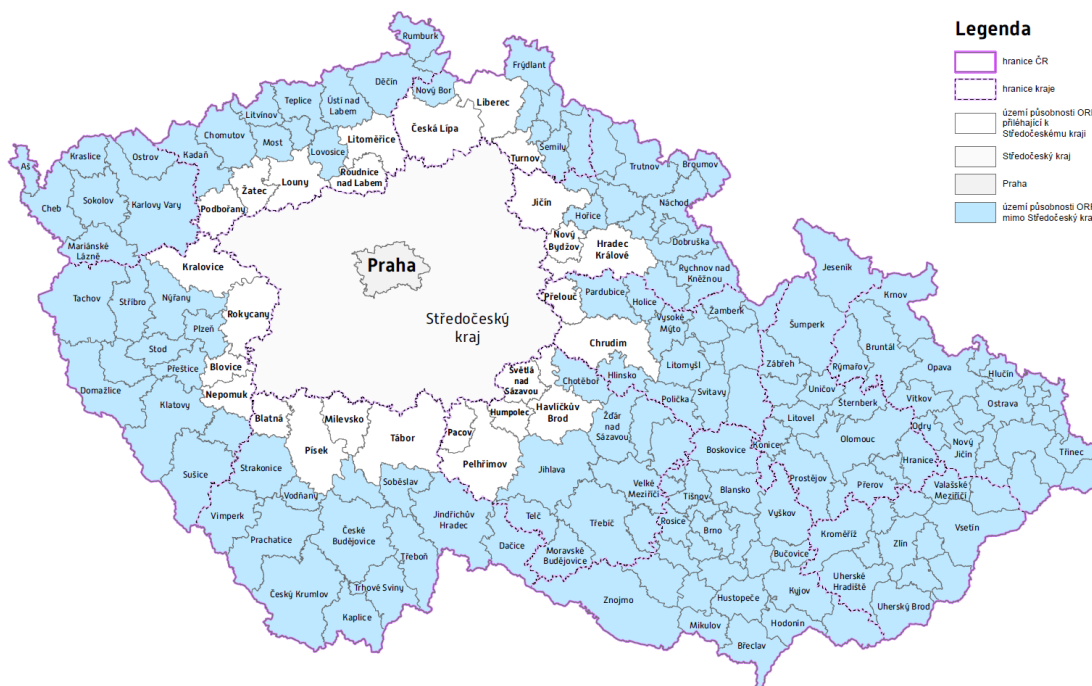 Legenda
hranice ČR
hranice kraje
území působnosti OR
přiléhající k
Středočeskému kraji
Středočeský kraj
Praha
území působnosti OR
mimo Středočeský kra
Rumburk
Frýdlant
Děčín
Nový Bor
Liberec
Teplice
Ústí nad
Labem
Litvínov
Česká Lípa
Chomutov
Most
Litoměřice
Lovosice
Semily
Trutnov
Broumov
Kraslice
Ostrov
Kadaň
Turnov
Aš
Roudnice
nad Labem
Louny
Žatec
Sokolov
Karlovy Vary
Podbořany
Jičín
Náchod
Cheb
Hořice
Nový
Bydžov
Hradec
Králové
Dobruška
Mariánské
Lázně
Kralovice
Praha
Rychnov nad
Kněžnou
Jeseník
Tachov
Stříbro
Nýřany
Přelouč
Pardubice
Holice
Krnov
Rokycany
Žamberk
Středočeský
kraj
Vysoké
Mýto
Šumperk
Plzeň
Stod
Chrudim
Bruntál
Přeštice
Blovice
Světlá
nad
Sázavou
Chotěboř
Hlinsko
Litomyšl
Zábřeh
Rýmařov
Opava
Hlučín
Domažlice
Nepomuk
Klatovy
Svitavy
Uničov
Vítkov
Ostrava
Polička
Šternberk
Blatná
Milevsko
Humpolec
Havlíčkův
Brod
Žďár
nad
Sázavou
Litovel
Odry
Tábor
Pacov
Olomouc
Nový
Jičín
Písek
Boskovice
Konice
Hranice
Třinec
Pelhřimov
Jihlava
Sušice
Strakonice
Soběslav
Velké
Meziříčí
Prostějov
Přerov
Valašské
Meziříčí
Vodňany
Tišnov
Blansko
Vimperk
Jindřichův
Hradec
Telč
Třebíč
Rosice
Brno
Vyškov
Vsetín
Prachatice
České
Budějovice
Kroměříž
Zlín
Dačice
Třeboň
Moravské
Budějovice
Bučovice
Trhové Sviny
Uherské
Hradiště
Český Krumlov
Znojmo
Hustopeče
Kyjov
Uherský Brod
Kaplice
Mikulov
Hodonín
Břeclav